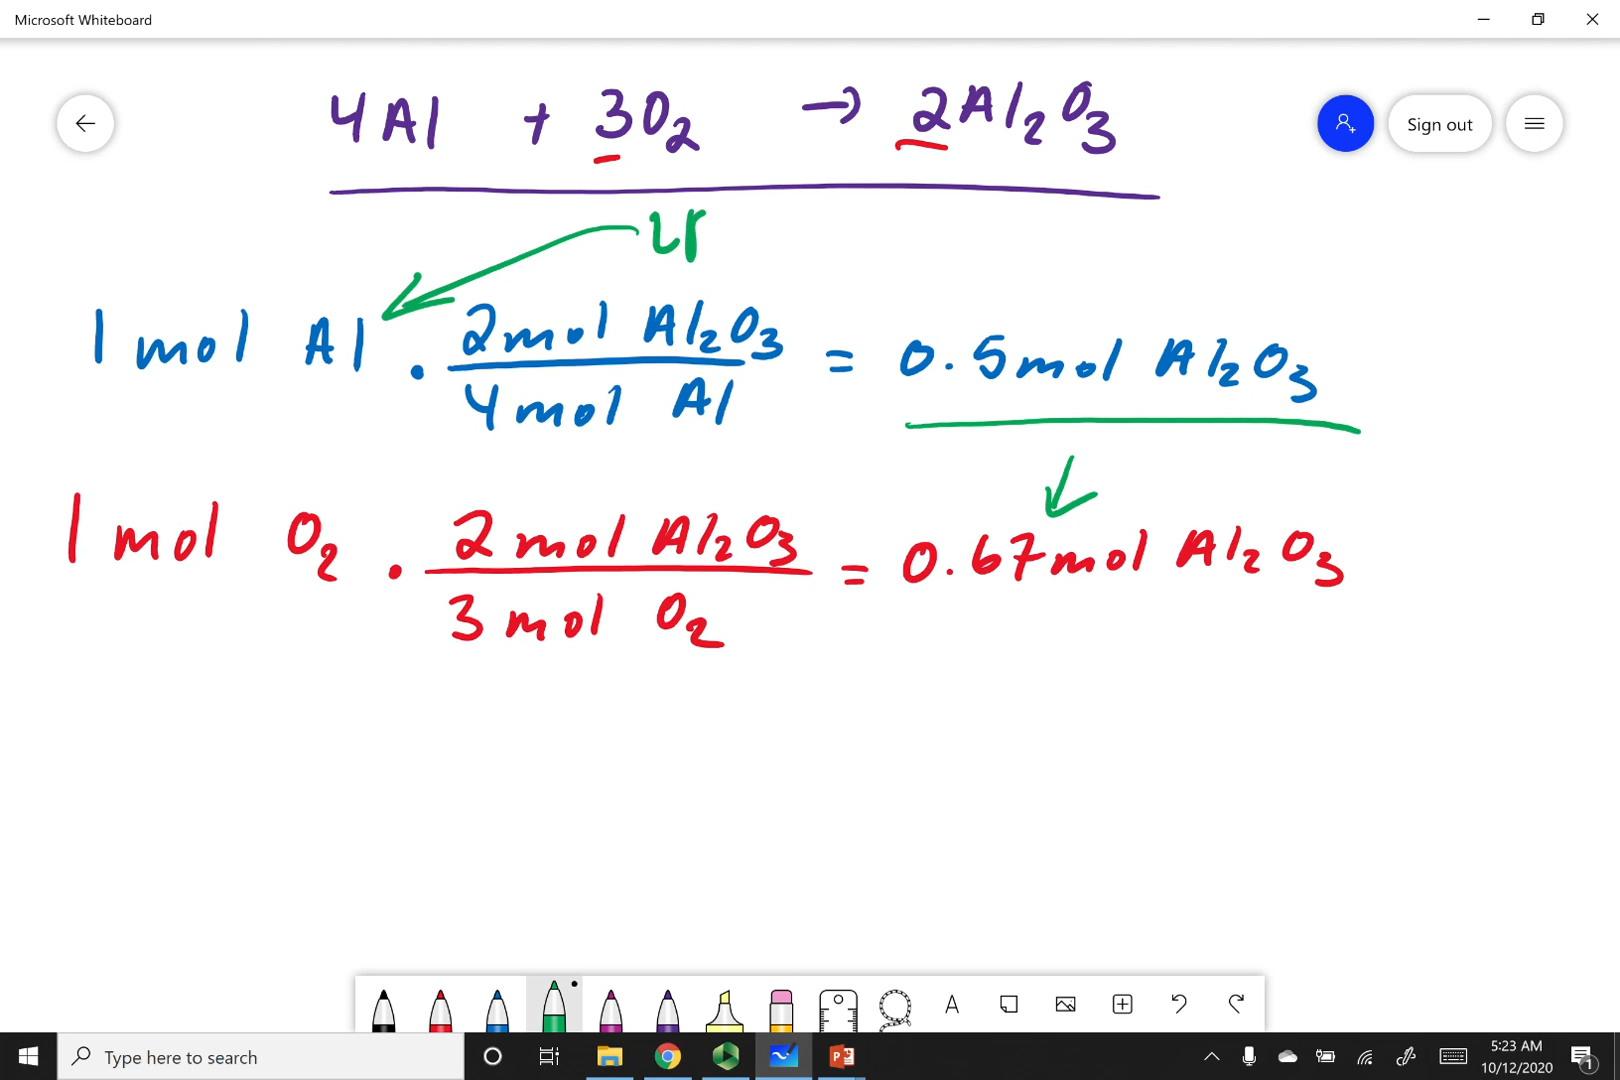 Microsoft Whiteboard
4Al + 3O₂ → 2Al₂O₃
Sign out
LR
1 mol Al · 2mol Al₂O₃ / 4mol Al = 0.5mol Al₂O₃
1 mol O₂ · 2mol Al₂O₃ / 3 mol O₂ = 0.67mol Al₂O₃
A
Type here to search
5:23 AM
10/12/2020
1